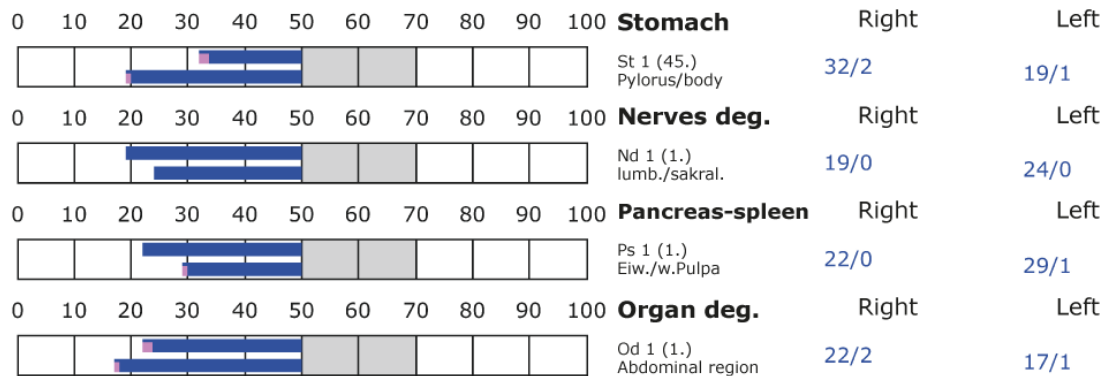 0 10 20 30 40 50 60 70 80 90 100 Stomach Right Left
St 1 (45.) 32/2 19/1
Pylorus/body
0 10 20 30 40 50 60 70 80 90 100 Nerves deg. Right Left
Nd 1 (1.) 19/0 24/0
lumb./sakral.
0 10 20 30 40 50 60 70 80 90 100 Pancreas-spleen Right Left
Ps 1 (1.) 22/0 29/1
Eiw./w.Pulpa
0 10 20 30 40 50 60 70 80 90 100 Organ deg. Right Left
Od 1 (1.) 22/2 17/1
Abdominal region